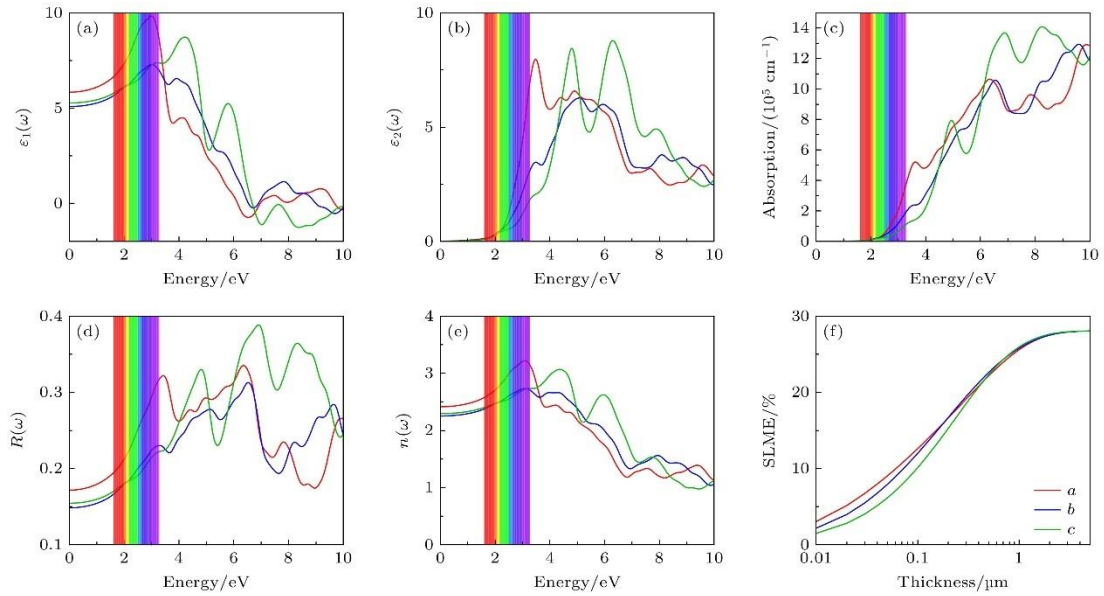 10
(a)
5
0
ε₁(ω)
0 2 4 6 8 10
Energy/eV
10
(b)
5
0
ε₂(ω)
0 2 4 6 8 10
Energy/eV
14
(c)
12
10
8
6
4
2
0
Absorption/(10⁵ cm⁻¹)
0 2 4 6 8 10
Energy/eV
0.4
(d)
0.3
0.2
0.1
R(ω)
0 2 4 6 8 10
Energy/eV
4
(e)
3
2
1
0
n(ω)
0 2 4 6 8 10
Energy/eV
30
(f)
20
10
0
SLME/%
a
b
c
0.01 0.1 1
Thickness/μm